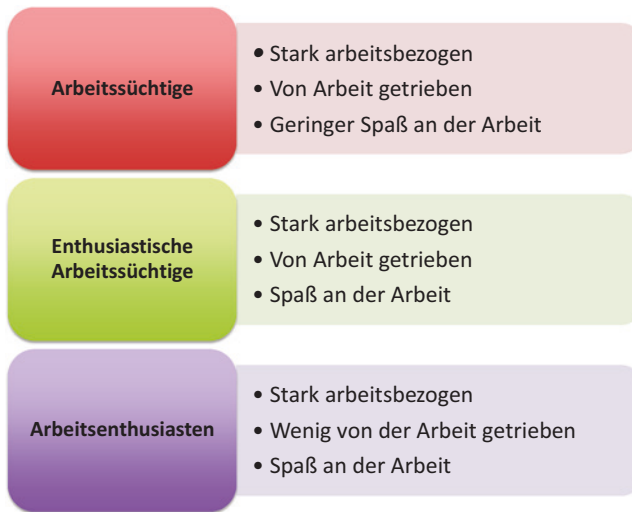 Arbeitssüchtige
• Stark arbeitsbezogen
• Von Arbeit getrieben
• Geringer Spaß an der Arbeit
Enthusiastische
Arbeitssüchtige
• Stark arbeitsbezogen
• Von Arbeit getrieben
• Spaß an der Arbeit
Arbeitsenthusiasten
• Stark arbeitsbezogen
• Wenig von der Arbeit getrieben
• Spaß an der Arbeit